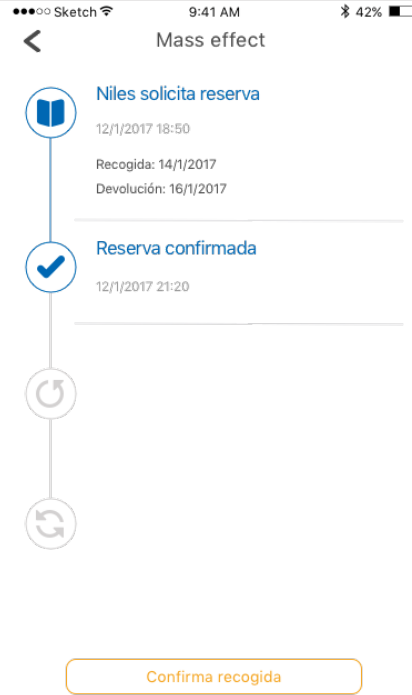 Sketch 9:41 AM 42%
Mass effect
Niles solicita reserva
12/1/2017 18:50
Recogida: 14/1/2017
Devolución: 16/1/2017
Reserva confirmada
12/1/2017 21:20
Confirma recogida